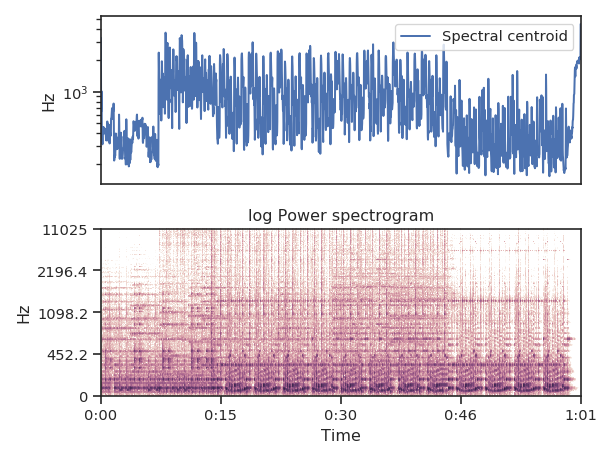 Spectral centroid
Hz
10³
log Power spectrogram
11025
2196.4
1098.2
452.2
0
Hz
0:00 0:15 0:30 0:46 1:01
Time